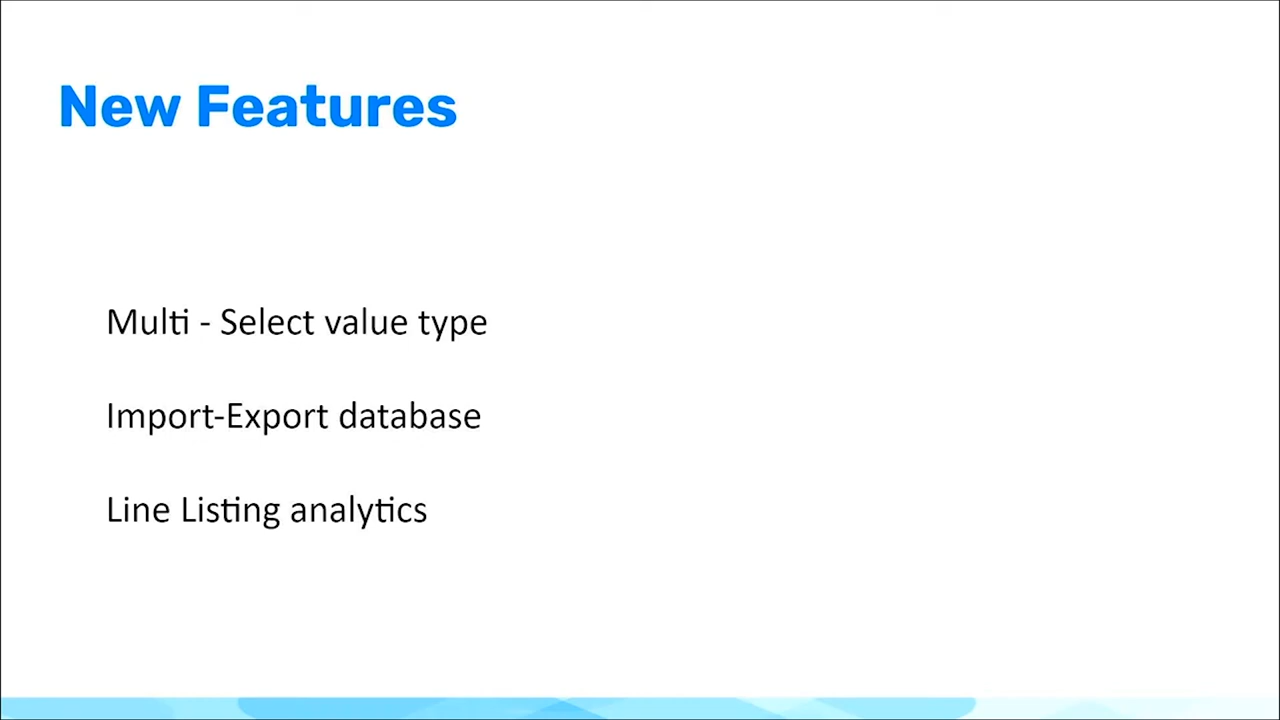 New Features
Multi - Select value type
Import-Export database
Line Listing analytics